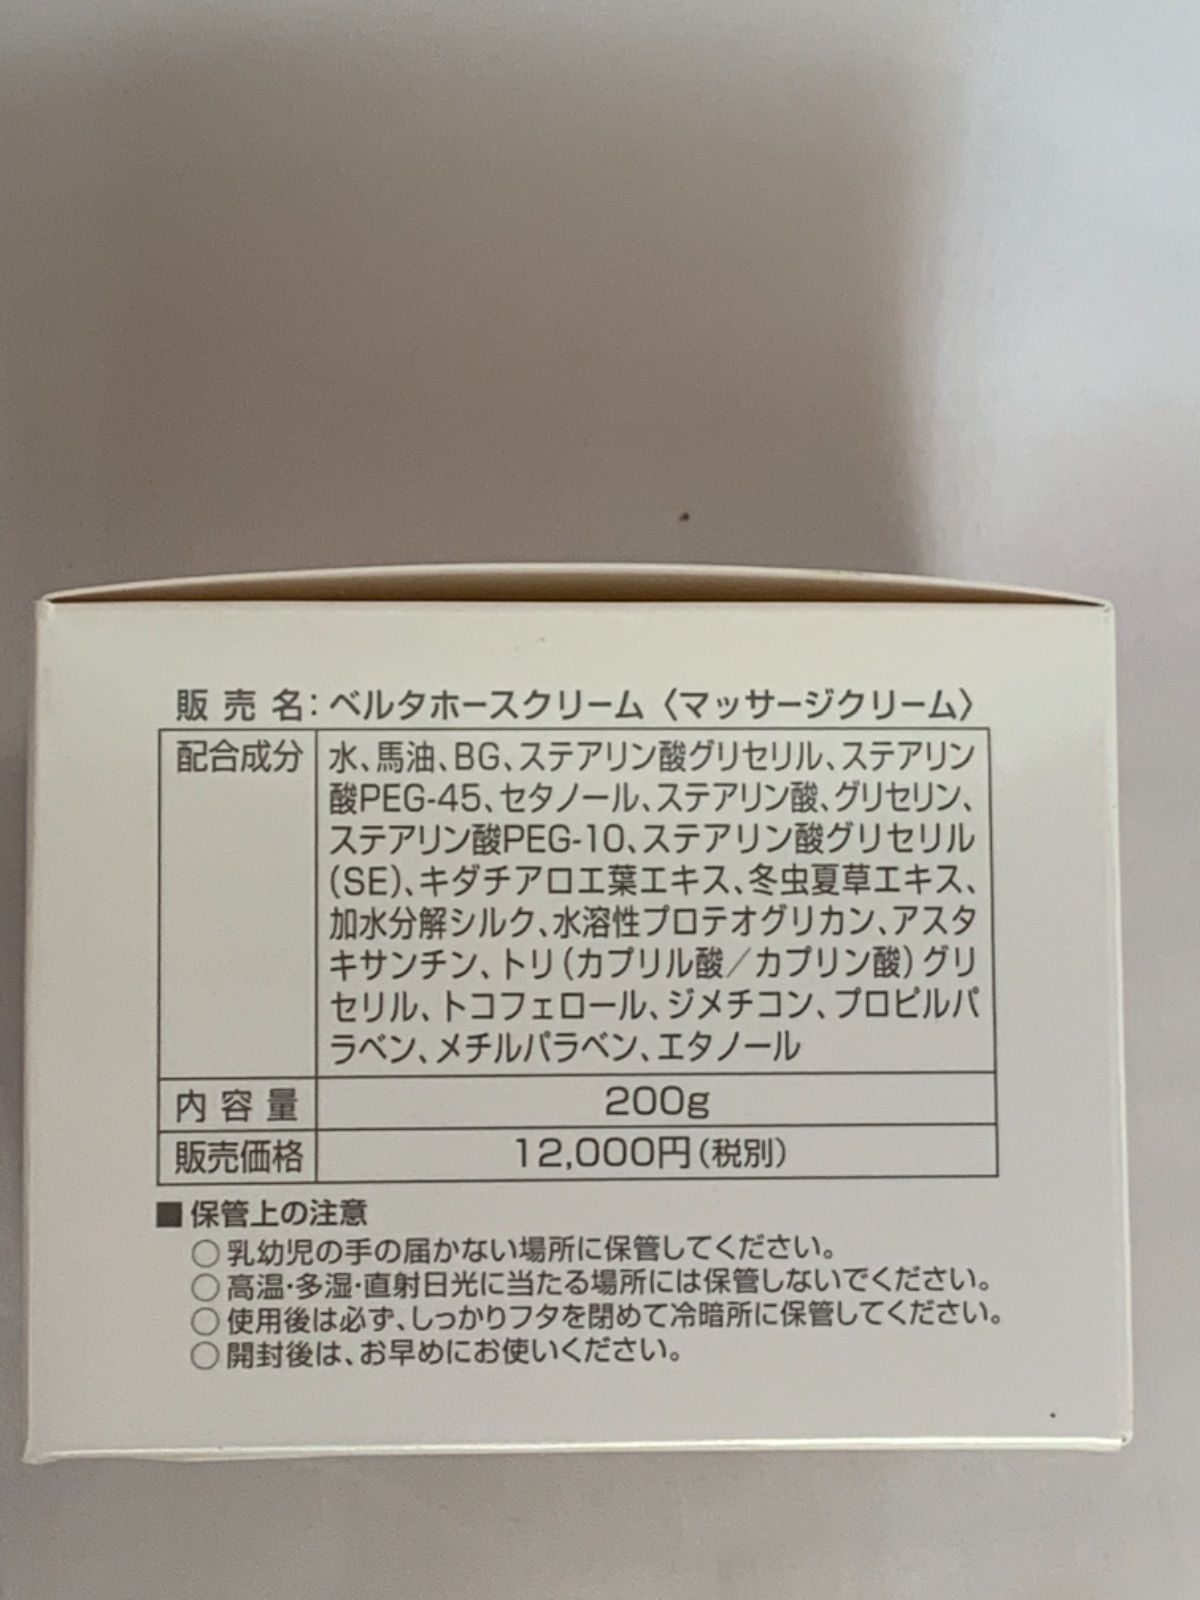 販売名：ベルタホースクリーム〈マッサージクリーム〉
配合成分
水、馬油、BG、ステアリン酸グリセリル、ステアリン
酸PEG-45、セタノール、ステアリン酸、グリセリン、
ステアリン酸PEG-10、ステアリン酸グリセリル
(SE)、キダチアロエ葉エキス、冬虫夏草エキス、
加水分解シルク、水溶性プロテオグリカン、アスタ
キサンチン、トリ(カプリル酸／カプリン酸)グリ
セリル、トコフェロール、ジメチコン、プロピルパ
ラベン、メチルパラベン、エタノール
内容量 200g
販売価格 12,000円(税別)
■保管上の注意
○乳幼児の手の届かない場所に保管してください。
○高温・多湿・直射日光に当たる場所には保管しないでください。
○使用後は必ず、しっかりフタを閉めて冷暗所に保管してください。
○開封後は、お早めにお使いください。